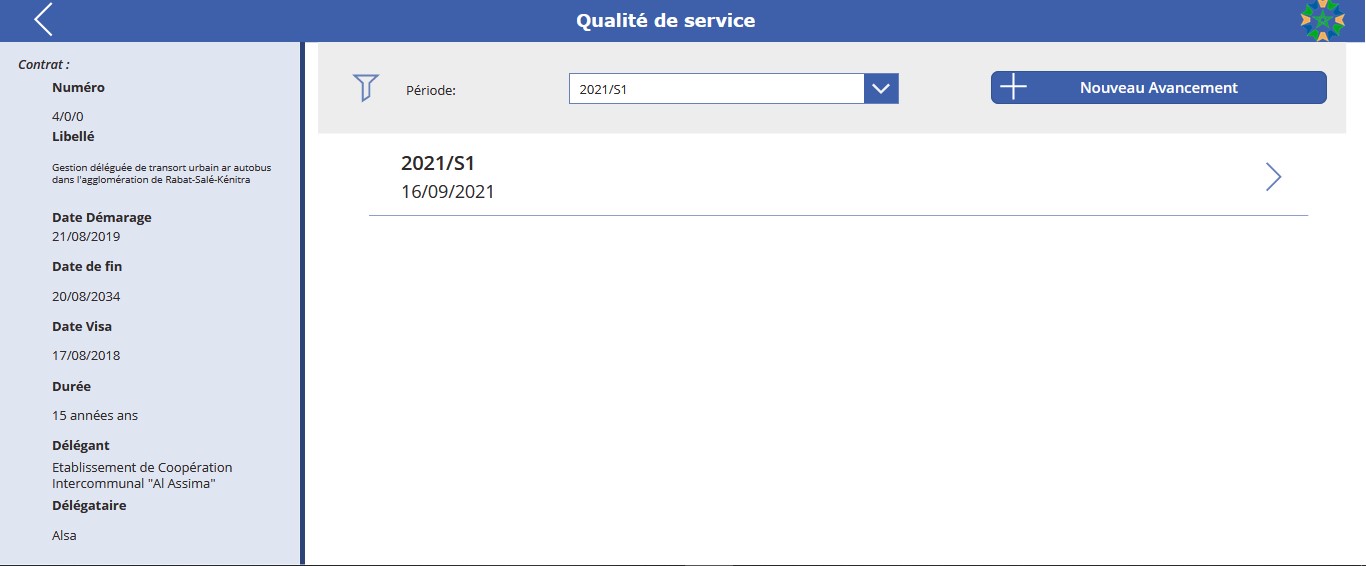 Qualité de service
Contrat :
Numéro
4/0/0
Libellé
Gestion déléguée de transort urbain ar autobus
dans l'agglomération de Rabat-Salé-Kénitra
Date Démarage
21/08/2019
Date de fin
20/08/2034
Date Visa
17/08/2018
Durée
15 années ans
Délégant
Etablissement de Coopération
Intercommunal "Al Assima"
Délégataire
Alsa
Période:
2021/S1
Nouveau Avancement
2021/S1
16/09/2021